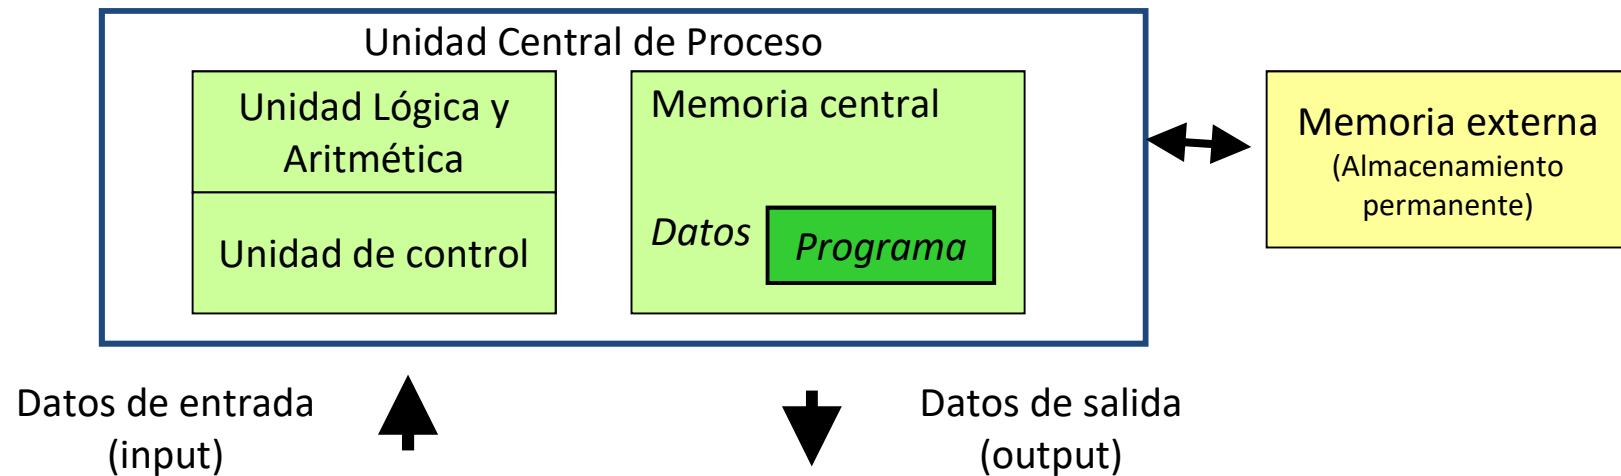 Unidad Central de Proceso
Unidad Lógica y
Aritmética
Unidad de control
Memoria central
Datos
Programa
Memoria externa
(Almacenamiento
permanente)
Datos de entrada
(input)
Datos de salida
(output)